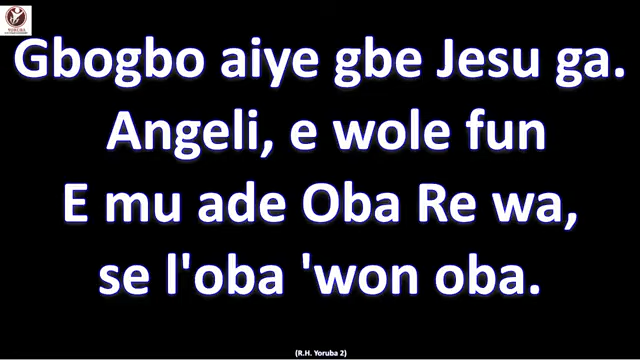 Gbogbo aiye gbe Jesu ga.
Angeli, e wole fun
E mu ade Oba Re wa,
se l'oba 'won oba.
(R.H. Yoruba 2)